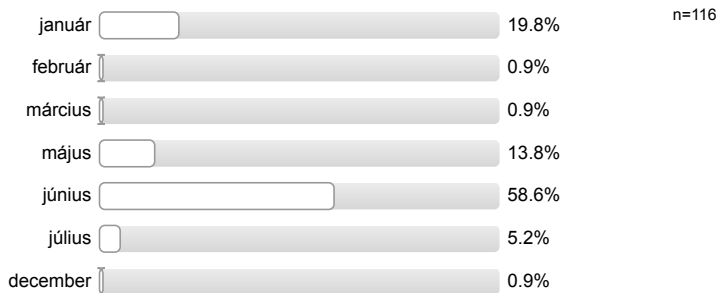 január 19.8% n=116
február 0.9%
március 0.9%
május 13.8%
június 58.6%
július 5.2%
december 0.9%